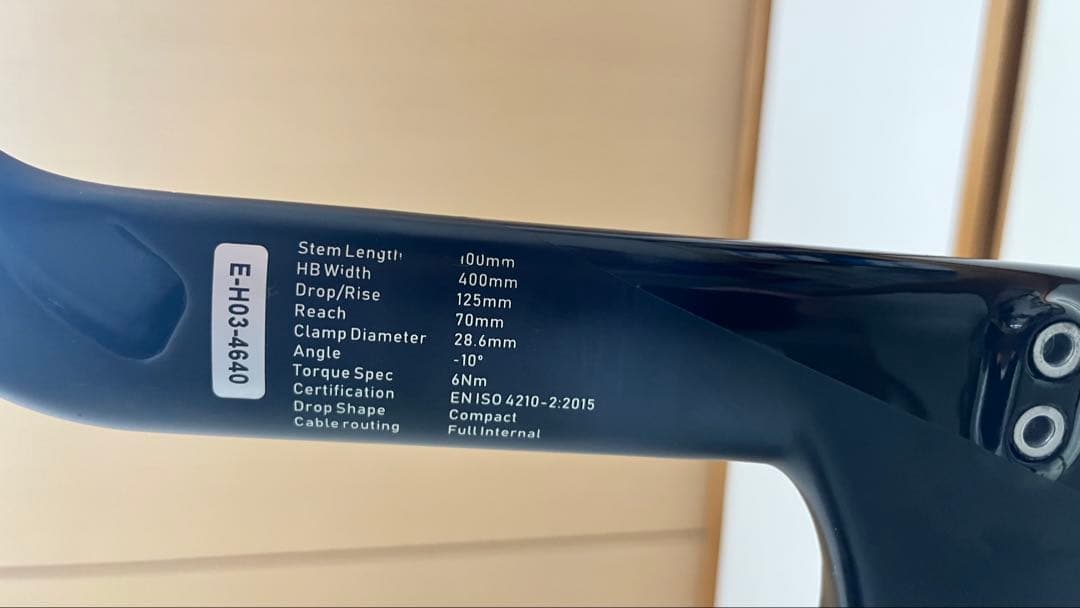 E-H03-4640
Stem Length 100mm
HB Width 400mm
Drop/Rise 125mm
Reach 70mm
Clamp Diameter 28.6mm
Angle -10°
Torque Spec 6Nm
Certification EN ISO 4210-2:2015
Drop Shape Compact
Cable routing Full Internal